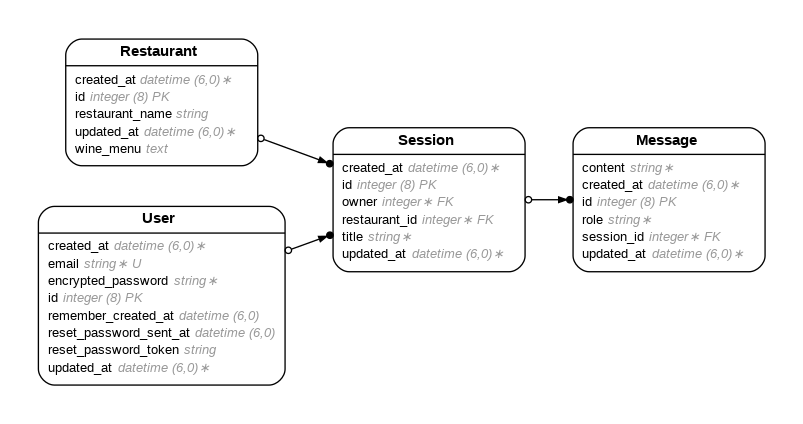 Restaurant
created_at datetime (6,0)∗
id integer (8) PK
restaurant_name string
updated_at datetime (6,0)∗
wine_menu text
User
created_at datetime (6,0)∗
email string∗ U
encrypted_password string∗
id integer (8) PK
remember_created_at datetime (6,0)
reset_password_sent_at datetime (6,0)
reset_password_token string
updated_at datetime (6,0)∗
Session
created_at datetime (6,0)∗
id integer (8) PK
owner integer∗ FK
restaurant_id integer∗ FK
title string∗
updated_at datetime (6,0)∗
Message
content string∗
created_at datetime (6,0)∗
id integer (8) PK
role string∗
session_id integer∗ FK
updated_at datetime (6,0)∗